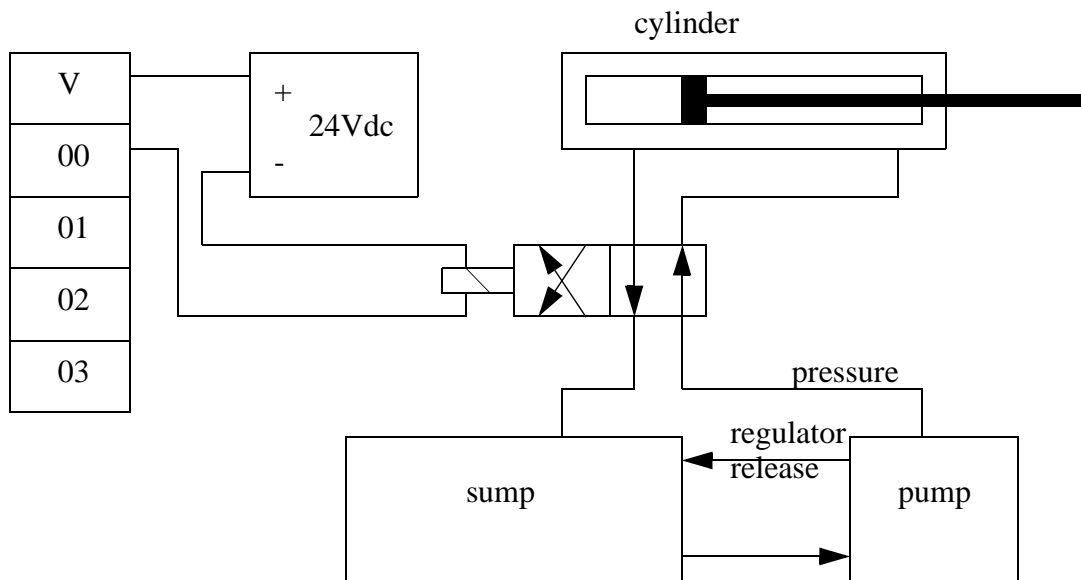 cylinder
V
+
24Vdc
-
00
01
02
03
pressure
regulator
release
sump
pump